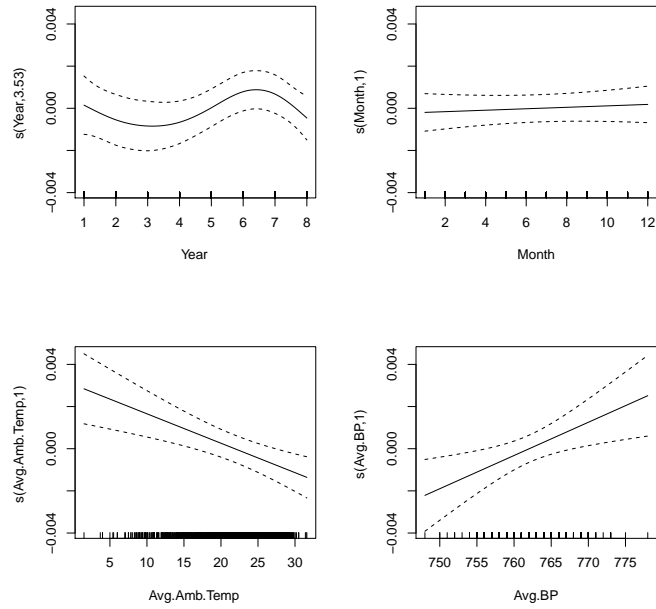 0.004
0.000
−0.004
s(Year,3.53)
1 2 3 4 5 6 7 8
Year
0.004
0.000
−0.004
s(Month,1)
2 4 6 8 10 12
Month
0.004
0.000
−0.004
s(Avg.Amb.Temp,1)
5 10 15 20 25 30
Avg.Amb.Temp
0.004
0.000
−0.004
s(Avg.BP,1)
750 755 760 765 770 775
Avg.BP